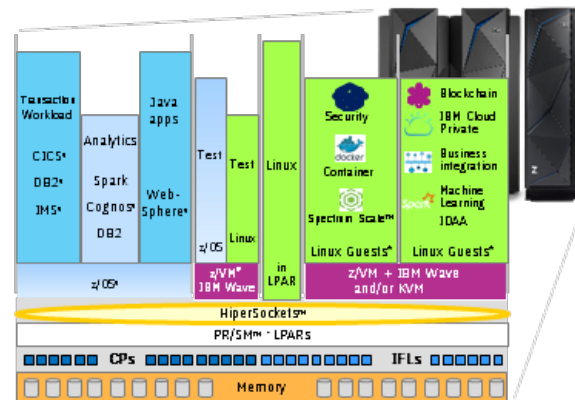 Transaction
Workload
CICS®
DB2®
IMS®
Analytics
Spark
Cognos®
DB2
Java
apps
Web-
Sphere®
z/OS®
Test
z/OS
Test
Linux
z/VM®
IBM Wave
Linux
in
LPAR
Security
docker
Container
Spectrum Scale™
Linux Guests*
Blockchain
IBM Cloud
Private
Business
integration
Spark
Machine
Learning
IDAA
Linux Guests*
z/VM + IBM Wave
and/or KVM
HiperSockets™
PR/SM™ - LPARs
CPs
IFLs
Memory
Z